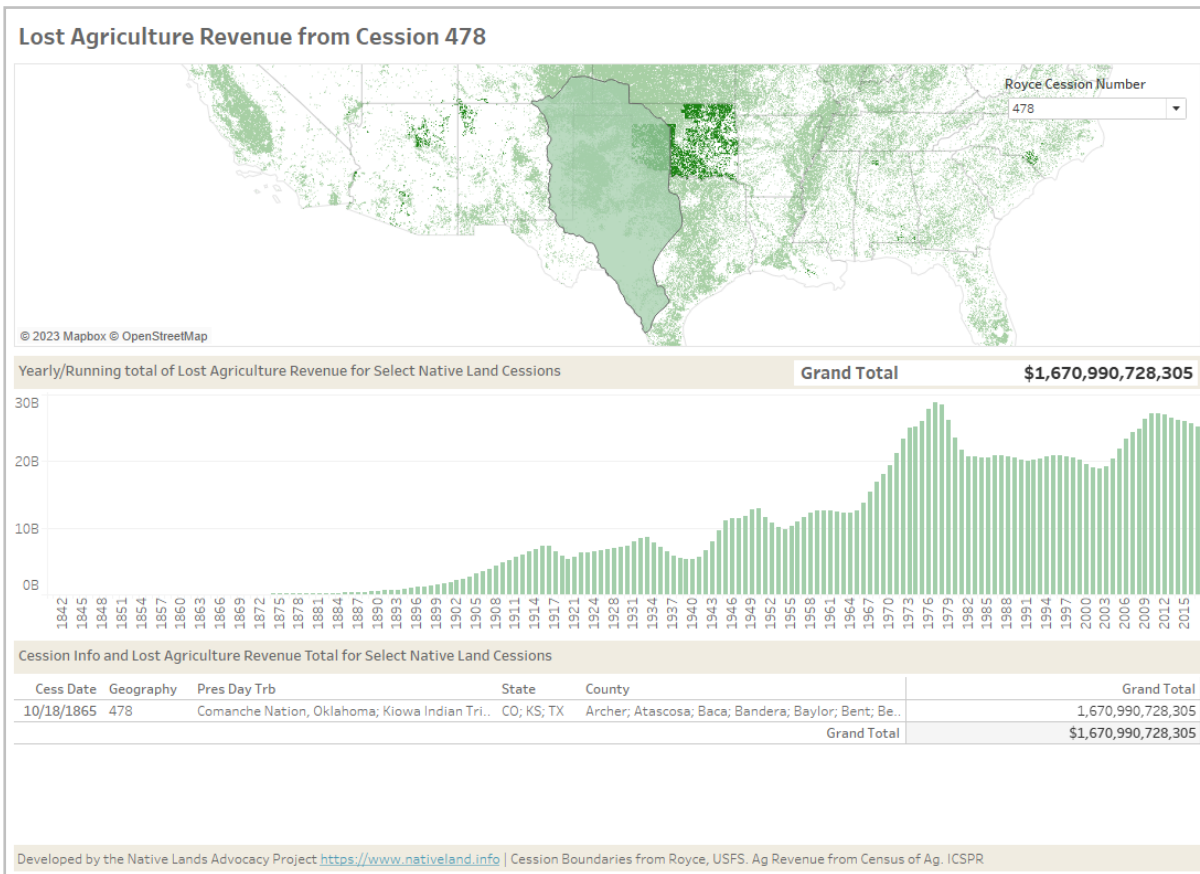 Lost Agriculture Revenue from Cession 478
Royce Cession Number
478
© 2023 Mapbox © OpenStreetMap
Yearly/Running total of Lost Agriculture Revenue for Select Native Land Cessions
Grand Total $1,670,990,728,305
30B
20B
10B
0B
1842 1845 1848 1851 1854 1857 1860 1863 1866 1869 1872 1875 1878 1881 1884 1887 1890 1893 1896 1899 1902 1905 1908 1911 1914 1917 1921 1924 1928 1931 1934 1937 1940 1943 1946 1949 1952 1955 1958 1961 1964 1967 1970 1973 1976 1979 1982 1985 1988 1991 1994 1997 2000 2003 2006 2009 2012 2015
Cession Info and Lost Agriculture Revenue Total for Select Native Land Cessions
Cess Date Geography Pres Day Trb State County Grand Total
10/18/1865 478 Comanche Nation, Oklahoma; Kiowa Indian Tri.. CO; KS; TX Archer; Atascosa; Baca; Bandera; Baylor; Bent; Be.. 1,670,990,728,305
Grand Total $1,670,990,728,305
Developed by the Native Lands Advocacy Project https://www.nativeland.info | Cession Boundaries from Royce, USFS. Ag Revenue from Census of Ag. ICSPR